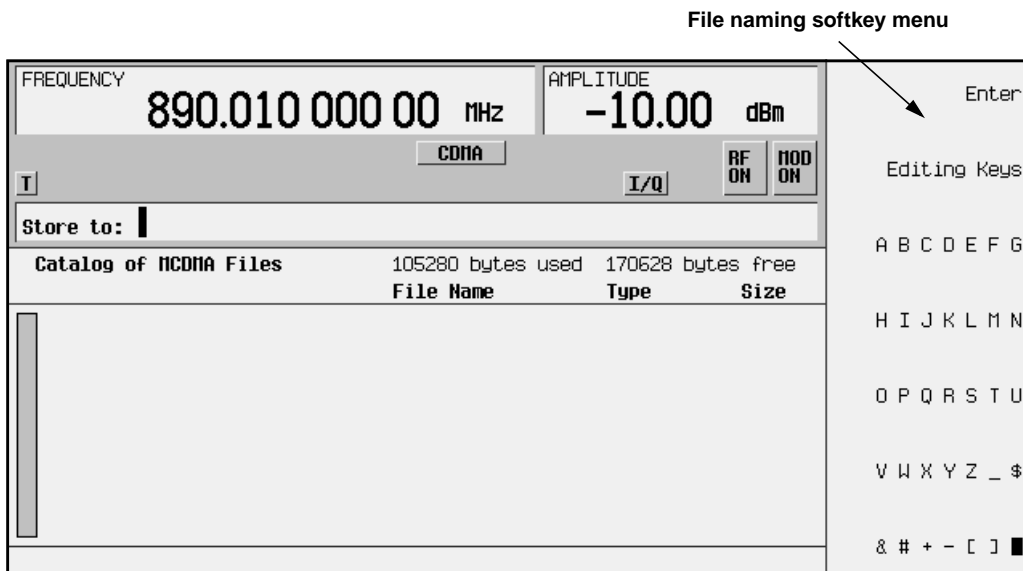 File naming softkey menu
FREQUENCY
890.010 000 00 MHz
AMPLITUDE
-10.00 dBm
CDMA
RF ON
MOD ON
T
I/Q
Store to:
Catalog of MCDMA Files 105280 bytes used 170628 bytes free
File Name Type Size
Enter
Editing Keys
A B C D E F G
H I J K L M N
O P Q R S T U
V W X Y Z _ $
& # + - [ ]